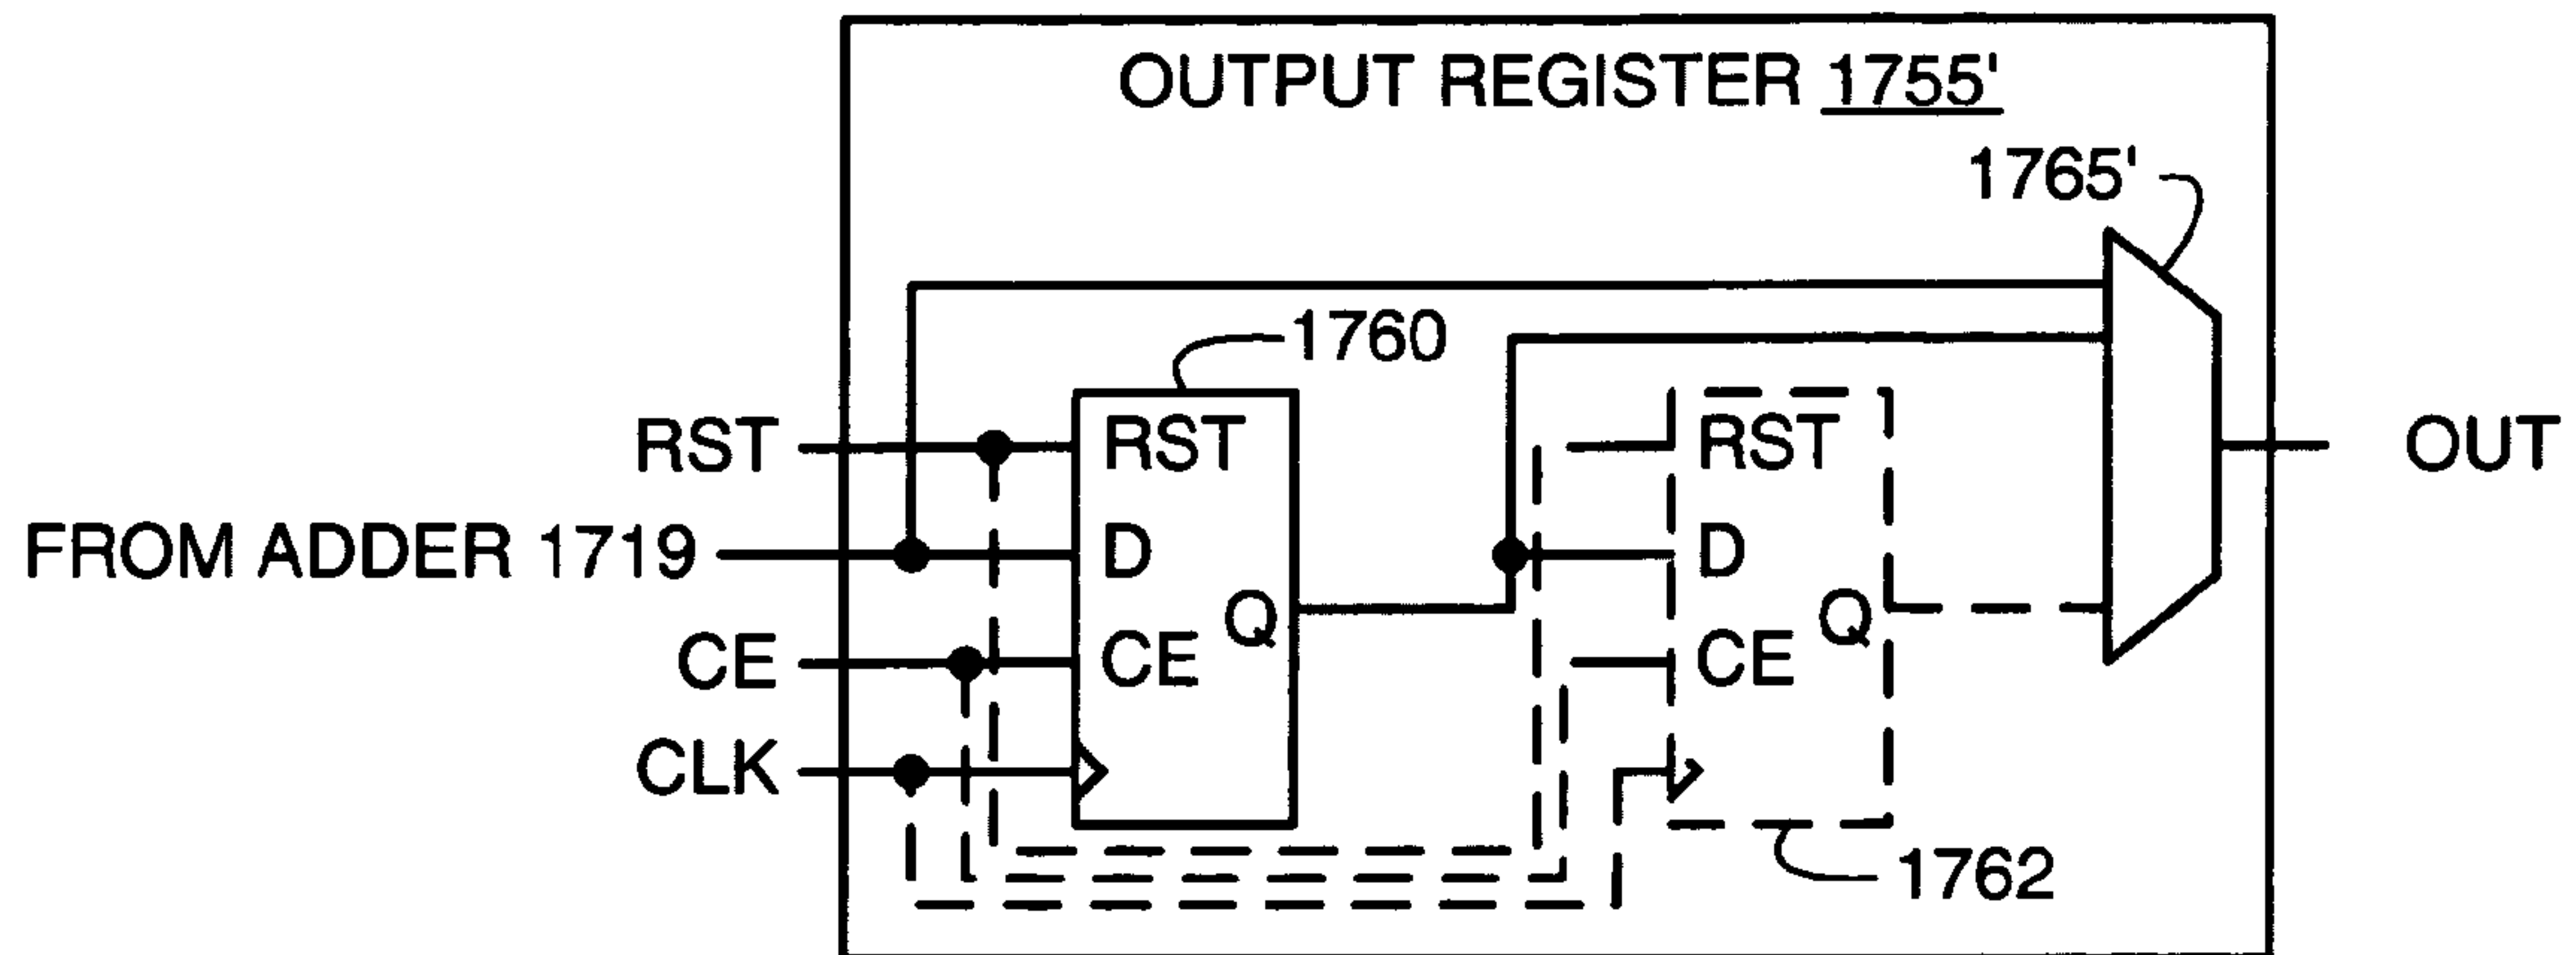 OUTPUT REGISTER 1755'
1765'
1760
RST
RST
RST
OUT
FROM ADDER 1719
D
D
Q
Q
CE
CE
CE
CLK
1762